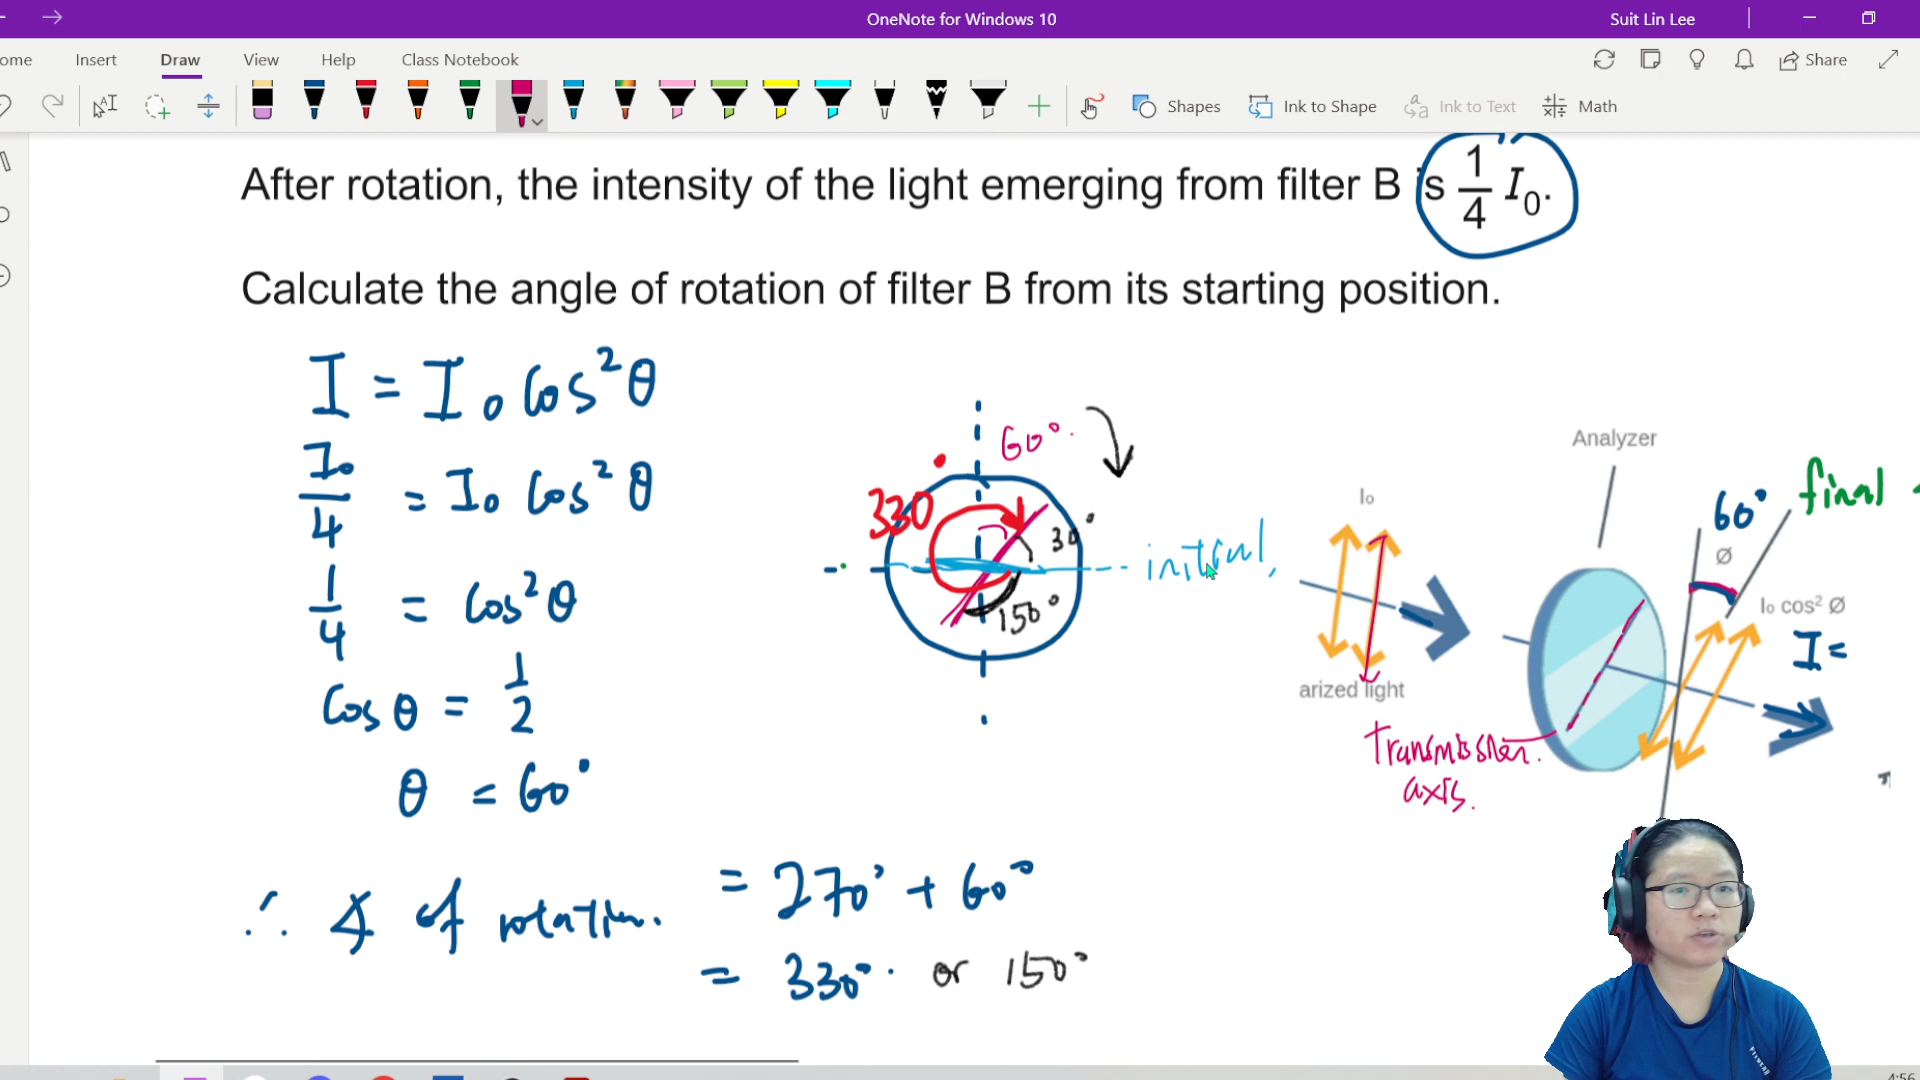 OneNote for Windows 10
Suit Lin Lee
ome Insert Draw View Help Class Notebook
Share
Shapes Ink to Shape Ink to Text Math
After rotation, the intensity of the light emerging from filter B is 1/4 I₀.
Calculate the angle of rotation of filter B from its starting position.
I = I₀ cos²θ
I₀/4 = I₀ cos²θ
1/4 = cos²θ
cos θ = 1/2
θ = 60°
∴ ∡ of rotation. = 270° + 60°
= 330°. or 150°
60°.
330
30°
150°
initial,
I₀
arized light
Transmission axis.
Analyzer
60°
final
Ø
I₀ cos² Ø
I =
4:56